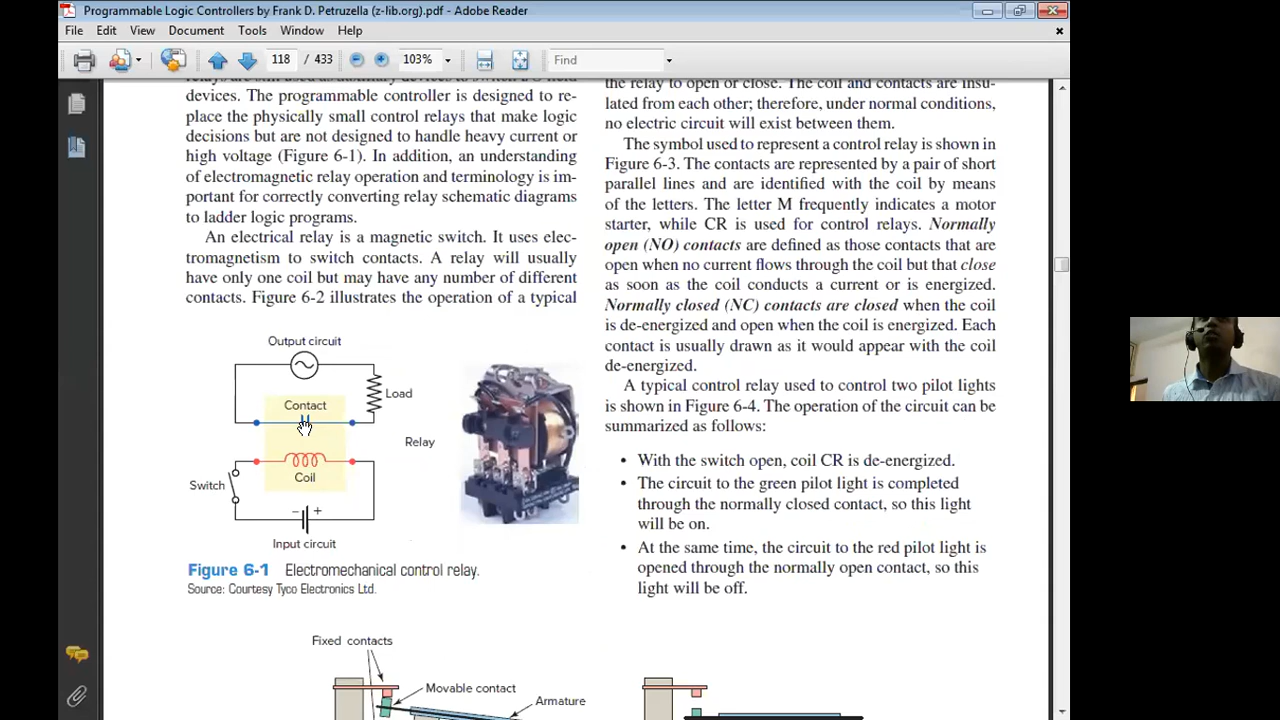 Programmable Logic Controllers by Frank D. Petruzella (z-lib.org).pdf - Adobe Reader
File Edit View Document Tools Window Help
118 / 433 103% Find
devices. The programmable controller is designed to re-
place the physically small control relays that make logic
decisions but are not designed to handle heavy current or
high voltage (Figure 6-1). In addition, an understanding
of electromagnetic relay operation and terminology is im-
portant for correctly converting relay schematic diagrams
to ladder logic programs.
An electrical relay is a magnetic switch. It uses elec-
tromagnetism to switch contacts. A relay will usually
have only one coil but may have any number of different
contacts. Figure 6-2 illustrates the operation of a typical
Output circuit
Load
Contact
Relay
Coil
Switch
− +
Input circuit
Figure 6-1 Electromechanical control relay.
Source: Courtesy Tyco Electronics Ltd.
the relay to open or close. The coil and contacts are insu-
lated from each other; therefore, under normal conditions,
no electric circuit will exist between them.
The symbol used to represent a control relay is shown in
Figure 6-3. The contacts are represented by a pair of short
parallel lines and are identified with the coil by means
of the letters. The letter M frequently indicates a motor
starter, while CR is used for control relays. Normally
open (NO) contacts are defined as those contacts that are
open when no current flows through the coil but that close
as soon as the coil conducts a current or is energized.
Normally closed (NC) contacts are closed when the coil
is de-energized and open when the coil is energized. Each
contact is usually drawn as it would appear with the coil
de-energized.
A typical control relay used to control two pilot lights
is shown in Figure 6-4. The operation of the circuit can be
summarized as follows:
• With the switch open, coil CR is de-energized.
• The circuit to the green pilot light is completed
through the normally closed contact, so this light
will be on.
• At the same time, the circuit to the red pilot light is
opened through the normally open contact, so this
light will be off.
Fixed contacts
Movable contact
Armature